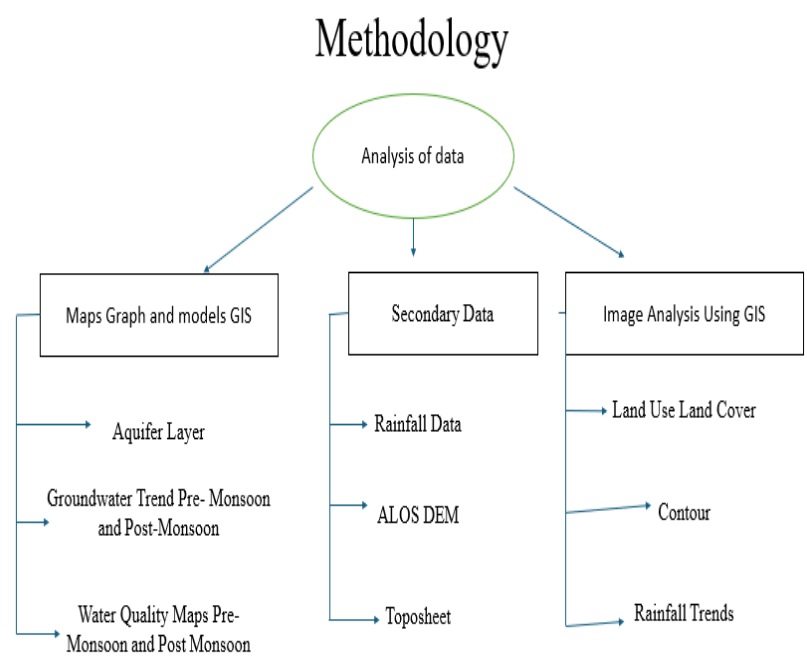 Methodology
Analysis of data
Maps Graph and models GIS
Aquifer Layer
Groundwater Trend Pre- Monsoon
and Post-Monsoon
Water Quality Maps Pre-
Monsoon and Post Monsoon
Secondary Data
Rainfall Data
ALOS DEM
Toposheet
Image Analysis Using GIS
Land Use Land Cover
Contour
Rainfall Trends